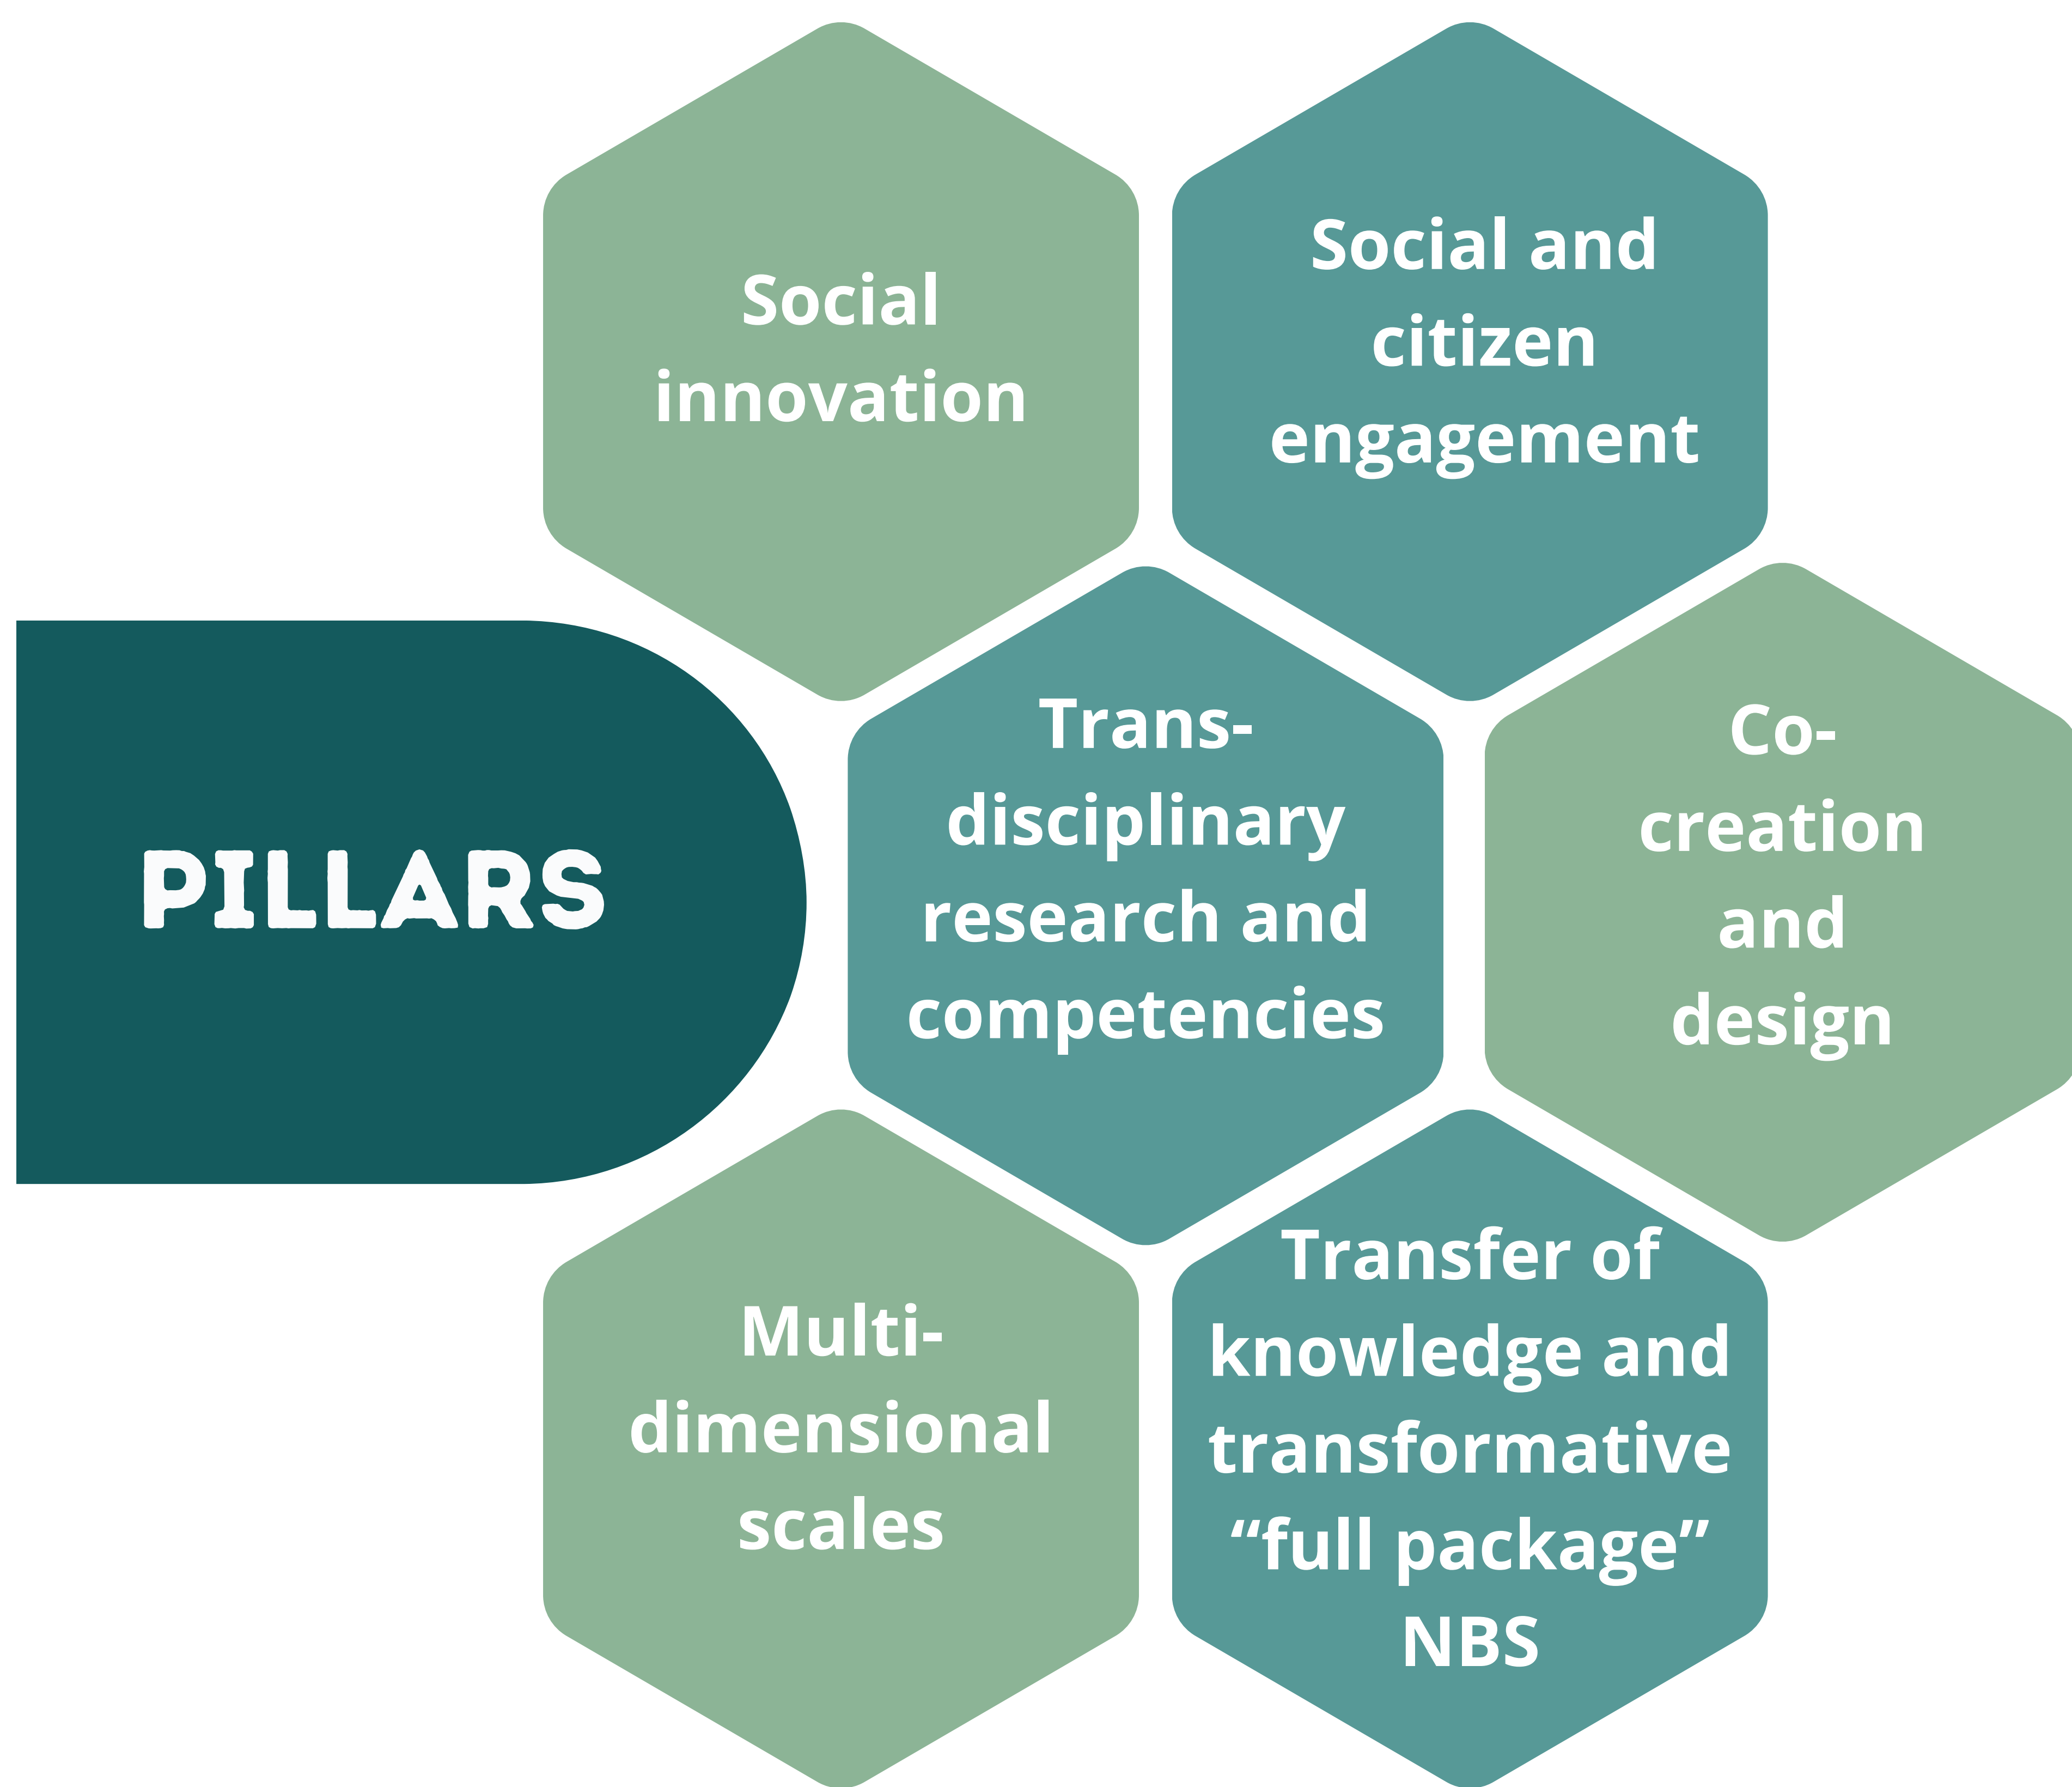 Social
innovation
Social and
citizen
engagement
PILLARS
Trans-
disciplinary
research and
competencies
Co-
creation
and
design
Multi-
dimensional
scales
Transfer of
knowledge and
transformative
“full package”
NBS